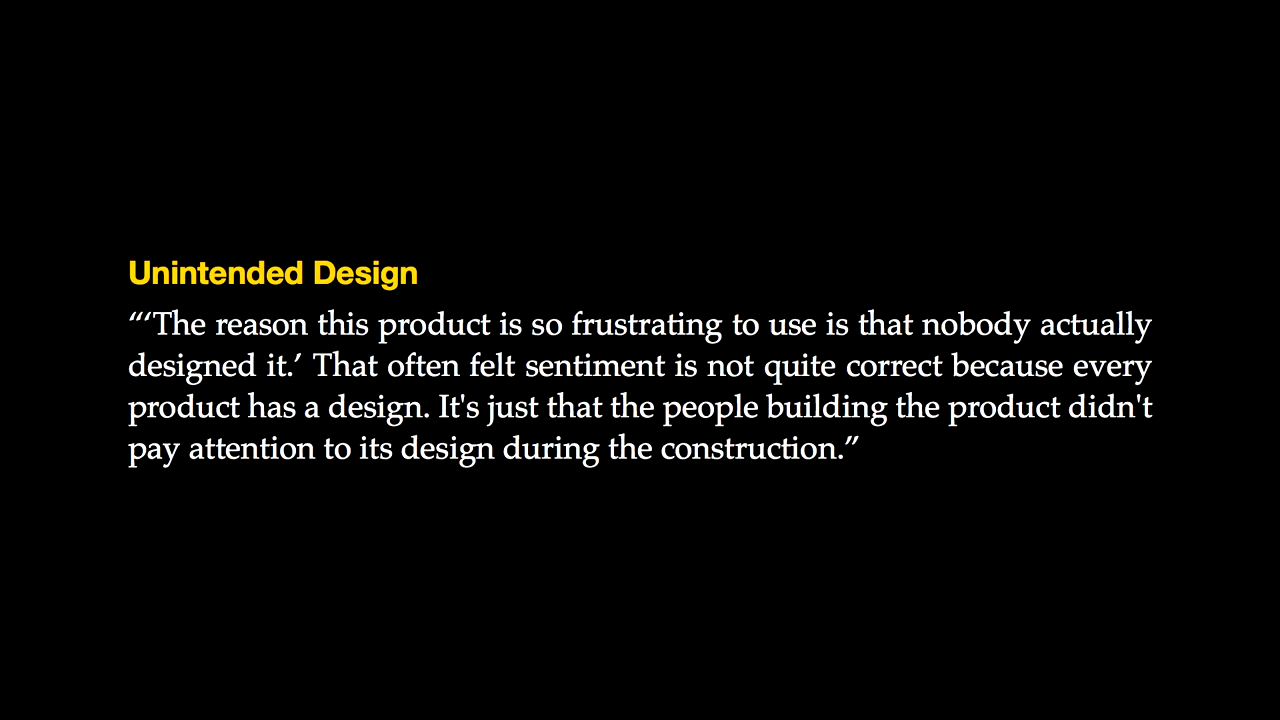 Unintended Design
“‘The reason this product is so frustrating to use is that nobody actually
designed it.’ That often felt sentiment is not quite correct because every
product has a design. It's just that the people building the product didn't
pay attention to its design during the construction.”